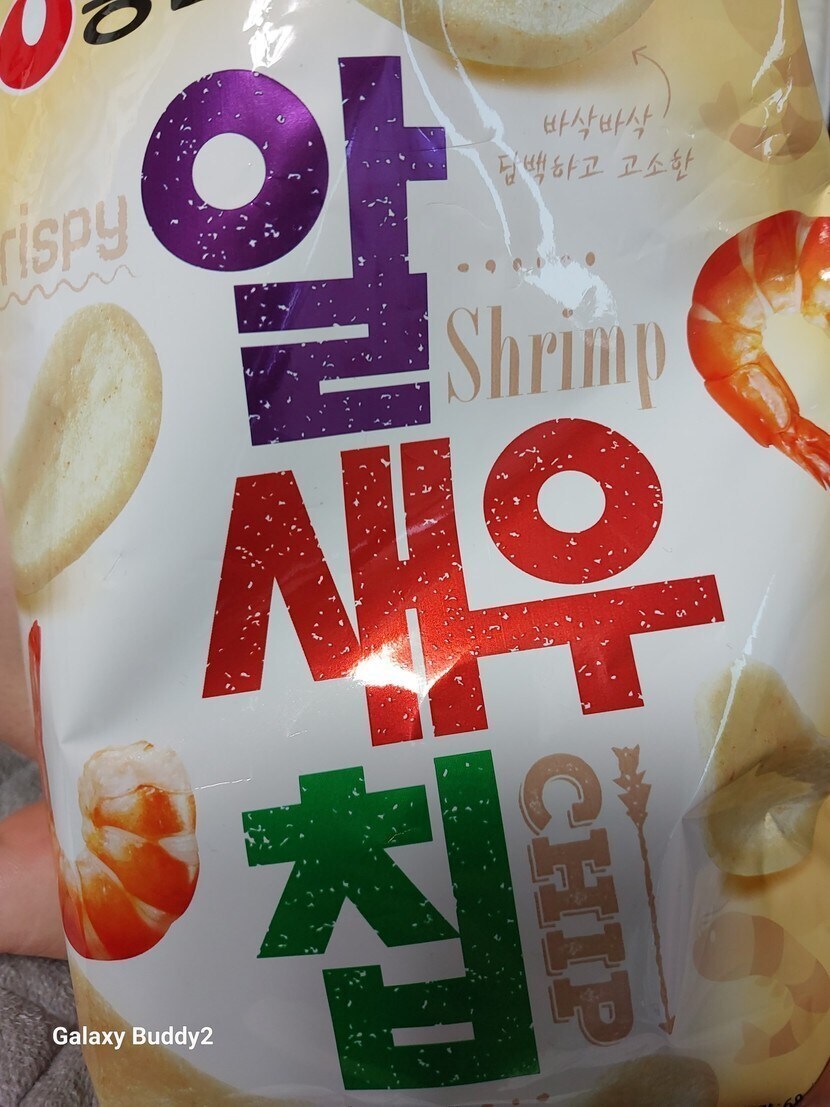 바삭바삭
담백하고 고소한
rispy
알
Shrimp
새우
칩
CHIP
Galaxy Buddy2